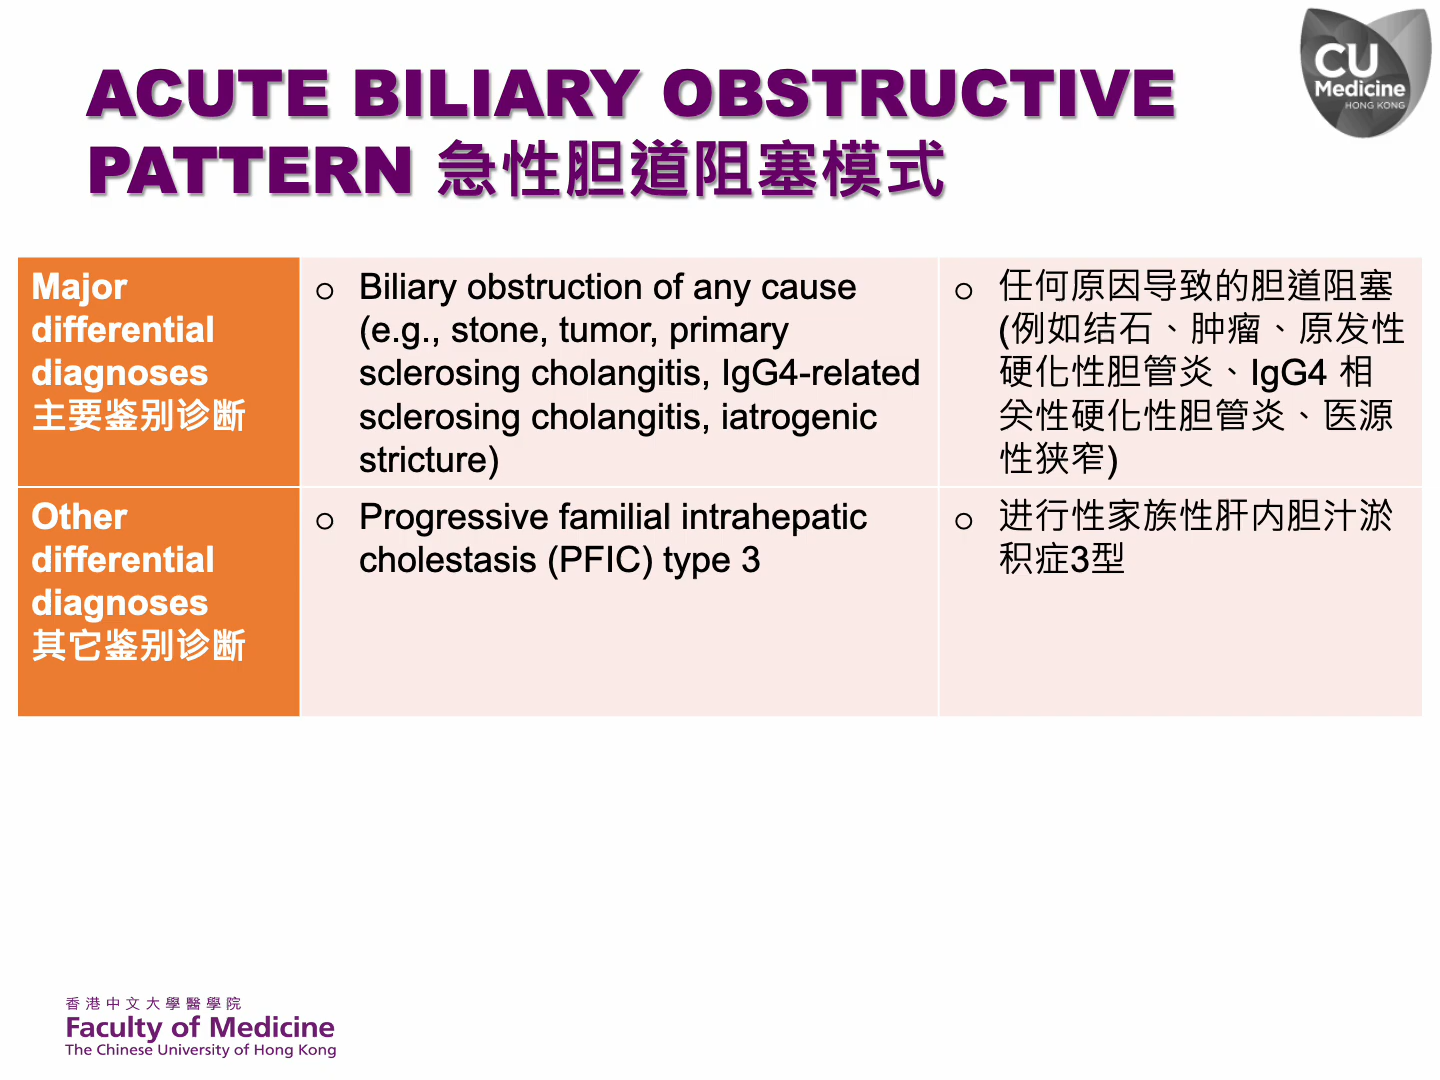 ACUTE BILIARY OBSTRUCTIVE
PATTERN 急性胆道阻塞模式
CU
Medicine
HONG KONG
Major
differential
diagnoses
主要鉴别诊断
○ Biliary obstruction of any cause
(e.g., stone, tumor, primary
sclerosing cholangitis, IgG4-related
sclerosing cholangitis, iatrogenic
stricture)
○ 任何原因导致的胆道阻塞
(例如结石、肿瘤、原发性
硬化性胆管炎、IgG4 相
关性硬化性胆管炎、医源
性狭窄)
Other
differential
diagnoses
其它鉴别诊断
○ Progressive familial intrahepatic
cholestasis (PFIC) type 3
○ 进行性家族性肝内胆汁淤
积症3型
香港中文大學醫學院
Faculty of Medicine
The Chinese University of Hong Kong